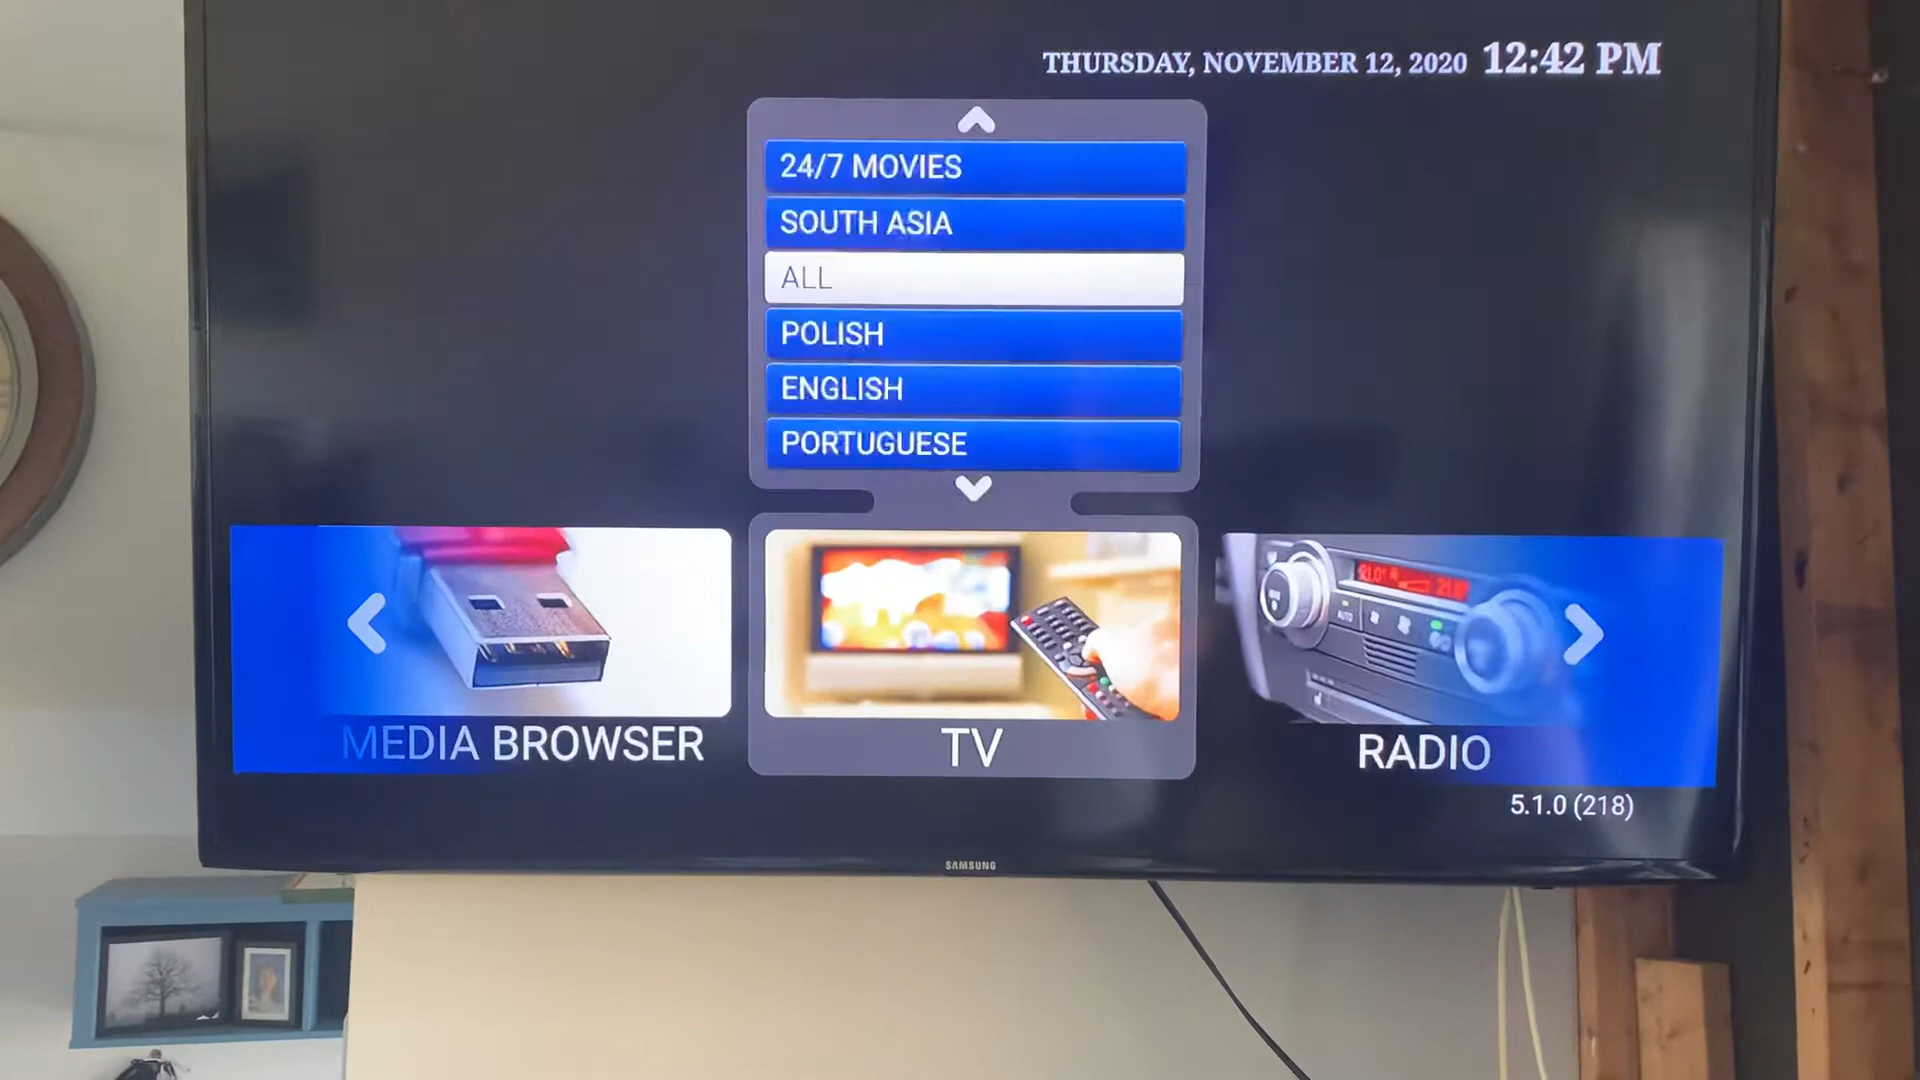 THURSDAY, NOVEMBER 12, 2020 12:42 PM
24/7 MOVIES
SOUTH ASIA
ALL
POLISH
ENGLISH
PORTUGUESE
MEDIA BROWSER
TV
RADIO
5.1.0 (218)
SAMSUNG
AUTO